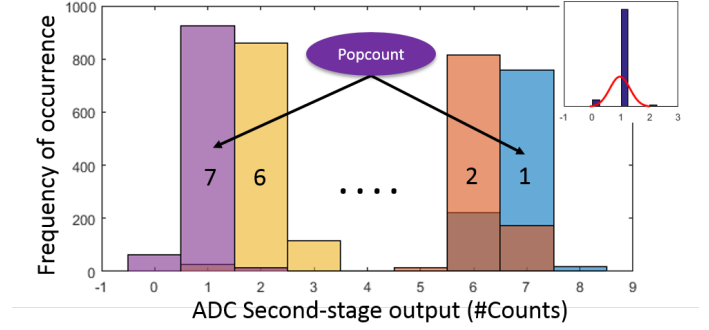 1000
800
600
400
200
0
Frequency of occurrence
Popcount
7
6
....
2
1
-1 0 1 2 3 4 5 6 7 8 9
ADC Second-stage output (#Counts)
-1 0 1 2 3